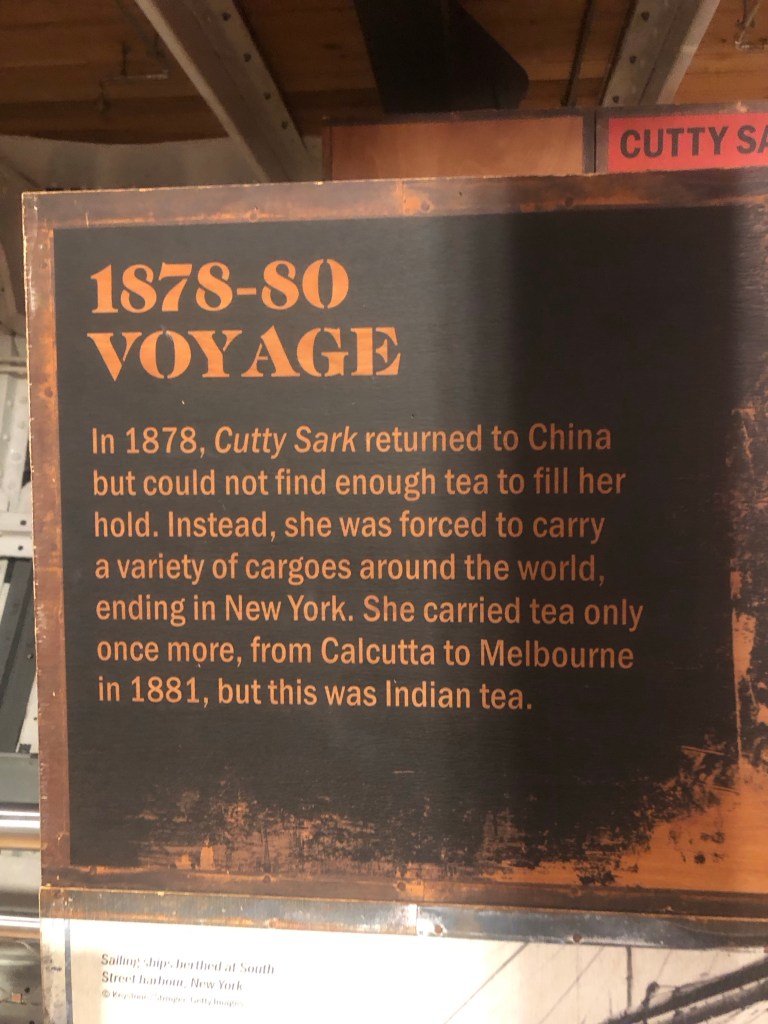 CUTTY SA
1878-80
VOYAGE
In 1878, Cutty Sark returned to China
but could not find enough tea to fill her
hold. Instead, she was forced to carry
a variety of cargoes around the world,
ending in New York. She carried tea only
once more, from Calcutta to Melbourne
in 1881, but this was Indian tea.
Sailing ships berthed at South
Street harbour, New York
© Getty Images